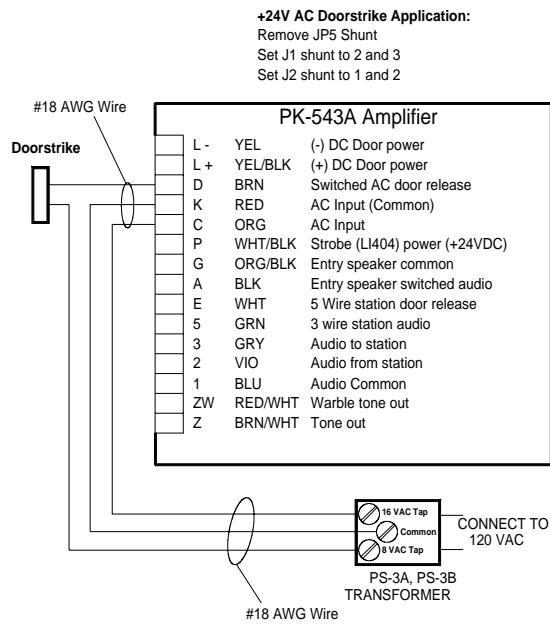 +24V AC Doorstrike Application:
Remove JP5 Shunt
Set J1 shunt to 2 and 3
Set J2 shunt to 1 and 2
#18 AWG Wire
Doorstrike
PK-543A Amplifier
L - YEL (-) DC Door power
L + YEL/BLK (+) DC Door power
D BRN Switched AC door release
K RED AC Input (Common)
C ORG AC Input
P WHT/BLK Strobe (LI404) power (+24VDC)
G ORG/BLK Entry speaker common
A BLK Entry speaker switched audio
E WHT 5 Wire station door release
5 GRN 3 wire station audio
3 GRY Audio to station
2 VIO Audio from station
1 BLU Audio Common
ZW RED/WHT Warble tone out
Z BRN/WHT Tone out
16 VAC Tap
Common
8 VAC Tap
CONNECT TO
120 VAC
PS-3A, PS-3B
TRANSFORMER
#18 AWG Wire